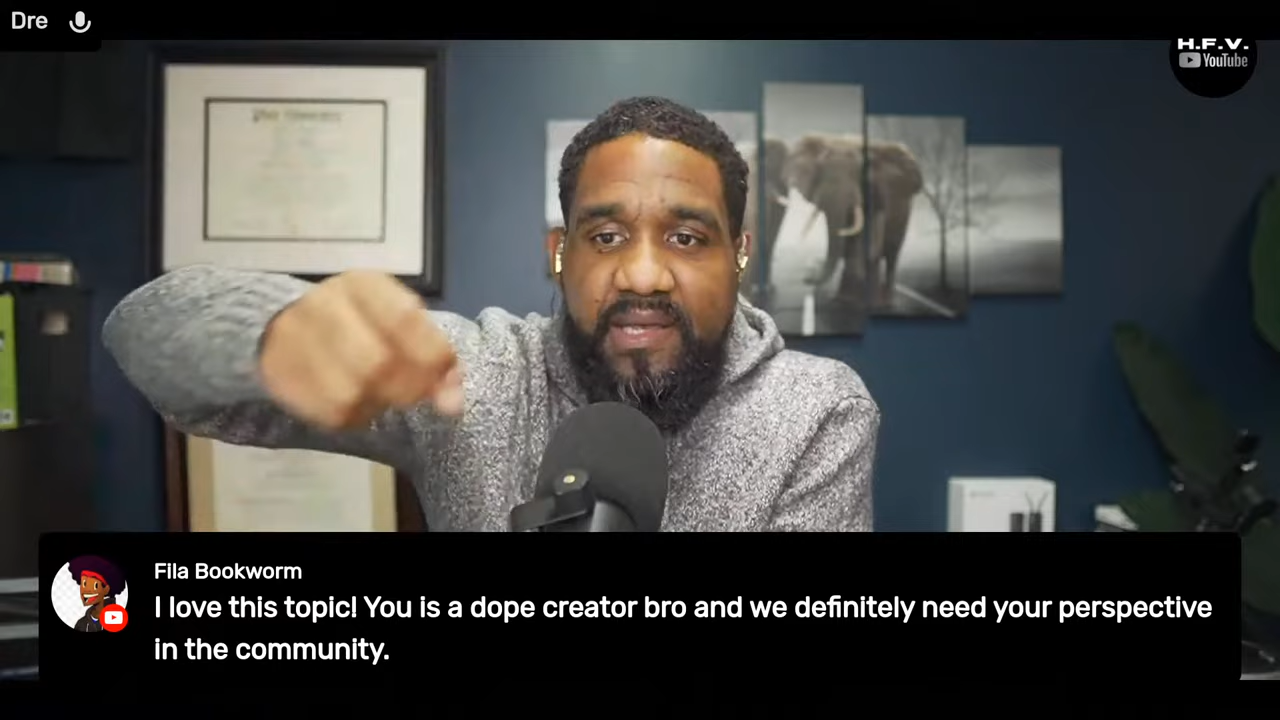 Dre
H.F.V.
YouTube
Fila Bookworm
I love this topic! You is a dope creator bro and we definitely need your perspective
in the community.